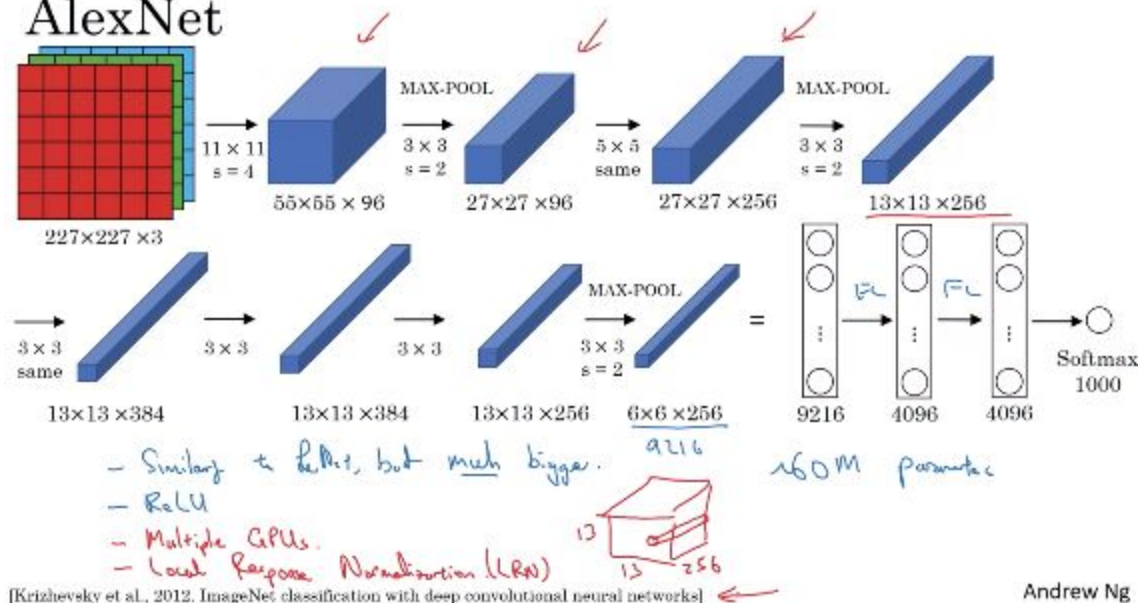 AlexNet
MAX-POOL
MAX-POOL
11 × 11
s = 4
3 × 3
s = 2
5 × 5
same
3 × 3
s = 2
55×55 × 96
27×27 ×96
27×27 ×256
13×13 ×256
227×227 ×3
FC
FC
MAX-POOL
=
3 × 3
same
3 × 3
3 × 3
3 × 3
s = 2
Softmax
1000
13×13 ×384
13×13 ×384
13×13 ×256
6×6 ×256
9216
4096
4096
9216
- Similar to LeNet, but much bigger.
~60M
- ReLU
- Multiple GPUs.
- Local Response Normalization (LRN)
13
13
256
[Krizhevsky et al., 2012. ImageNet classification with deep convolutional neural networks]
Andrew Ng